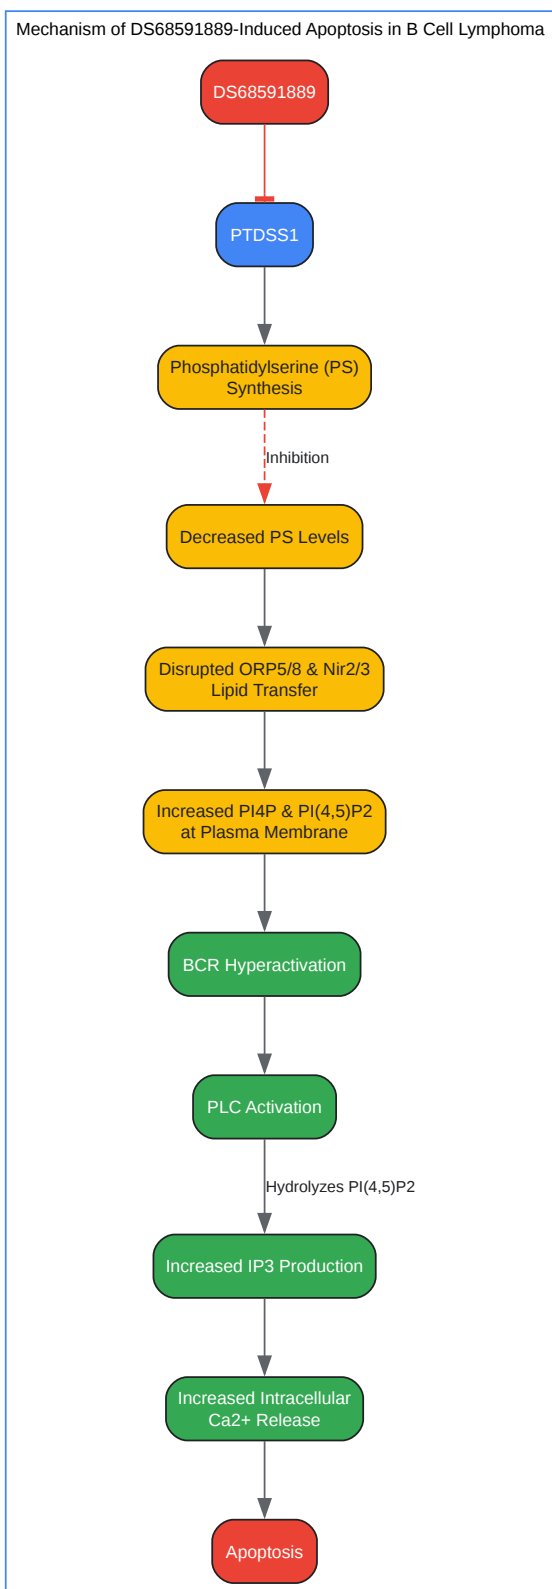 Mechanism of DS68591889-Induced Apoptosis in B Cell Lymphoma
DS68591889
PTDSS1
Phosphatidylserine (PS)
Synthesis
Inhibition
Decreased PS Levels
Disrupted ORP5/8 & Nir2/3
Lipid Transfer
Increased PI4P & PI(4,5)P2
at Plasma Membrane
BCR Hyperactivation
PLC Activation
Hydrolyzes PI(4,5)P2
Increased IP3 Production
Increased Intracellular
Ca2+ Release
Apoptosis